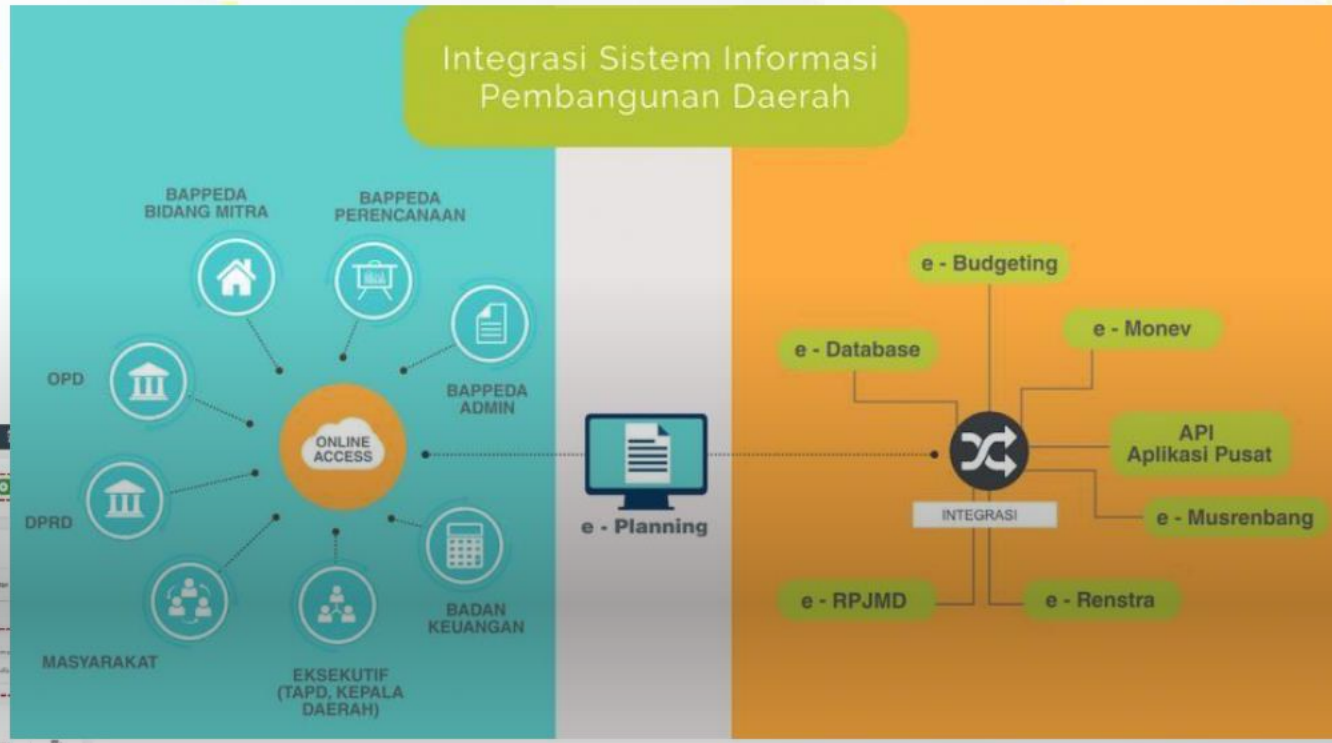 Integrasi Sistem Informasi
Pembangunan Daerah
BAPPEDA
BIDANG MITRA
BAPPEDA
PERENCANAAN
BAPPEDA
ADMIN
OPD
DPRD
MASYARAKAT
EKSEKUTIF
(TAPD, KEPALA
DAERAH)
BADAN
KEUANGAN
ONLINE
ACCESS
e - Planning
e - Budgeting
e - Database
e - Monev
API
Aplikasi Pusat
e - Musrenbang
INTEGRASI
e - RPJMD
e - Renstra